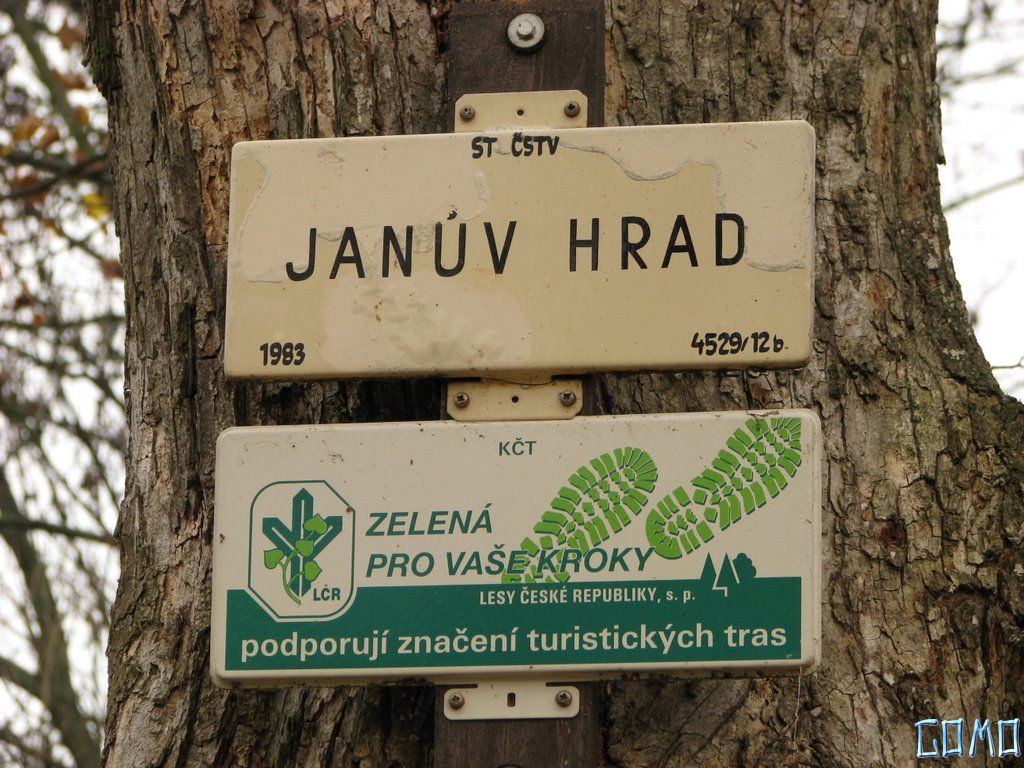 ST ČSTV
JANŮV HRAD
1983 4529/12b
KČT
ZELENÁ
PRO VAŠE KROKY
LČR
LESY ČESKÉ REPUBLIKY, s. p.
podporují značení turistických tras
GOMO